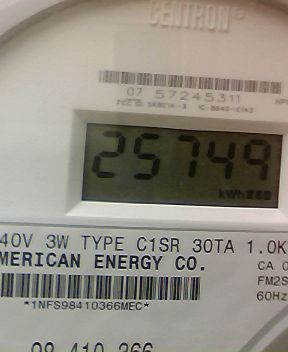 CENTRON®
07 57245311
25749
kWh
40V 3W TYPE C1SR 30TA 1.0K
MERICAN ENERGY CO.
CA 0
FM2S
60Hz
*1NFS98410366MEC*
98 410 366